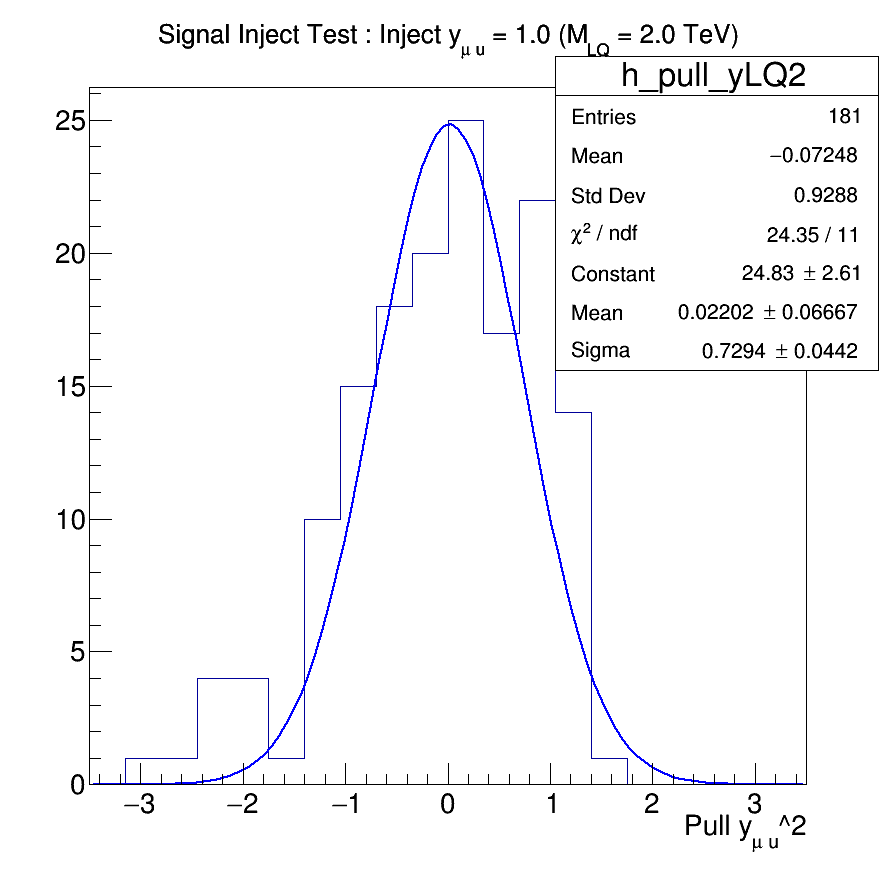 Signal Inject Test : Inject y_μ u = 1.0 (M_LQ = 2.0 TeV)
h_pull_yLQ2
Entries 181
Mean −0.07248
Std Dev 0.9288
χ² / ndf 24.35 / 11
Constant 24.83 ± 2.61
Mean 0.02202 ± 0.06667
Sigma 0.7294 ± 0.0442
25
20
15
10
5
0
−3 −2 −1 0 1 2 3
Pull y_μ u^2